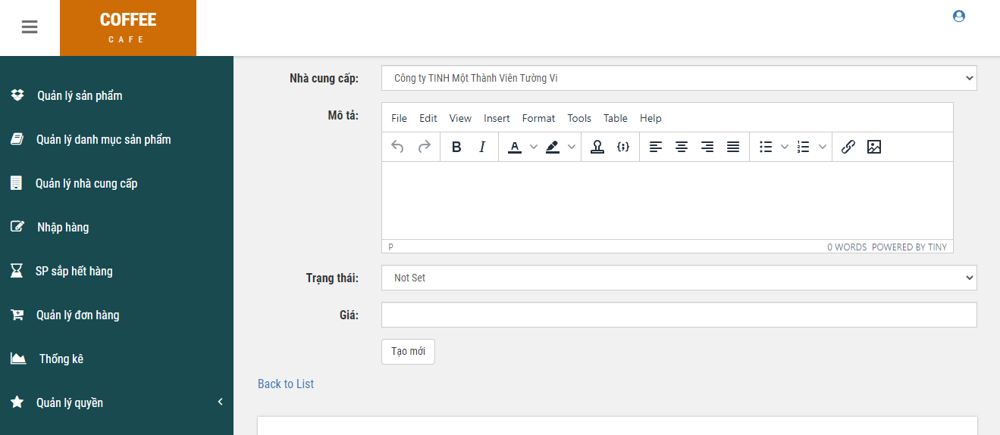 COFFEE
CAFE
Quản lý sản phẩm
Quản lý danh mục sản phẩm
Quản lý nhà cung cấp
Nhập hàng
SP sắp hết hàng
Quản lý đơn hàng
Thống kê
Quản lý quyền
Nhà cung cấp: Công ty TINH Một Thành Viên Tường Vi
Mô tả:
File Edit View Insert Format Tools Table Help
P 0 WORDS POWERED BY TINY
Trạng thái: Not Set
Giá:
Tạo mới
Back to List